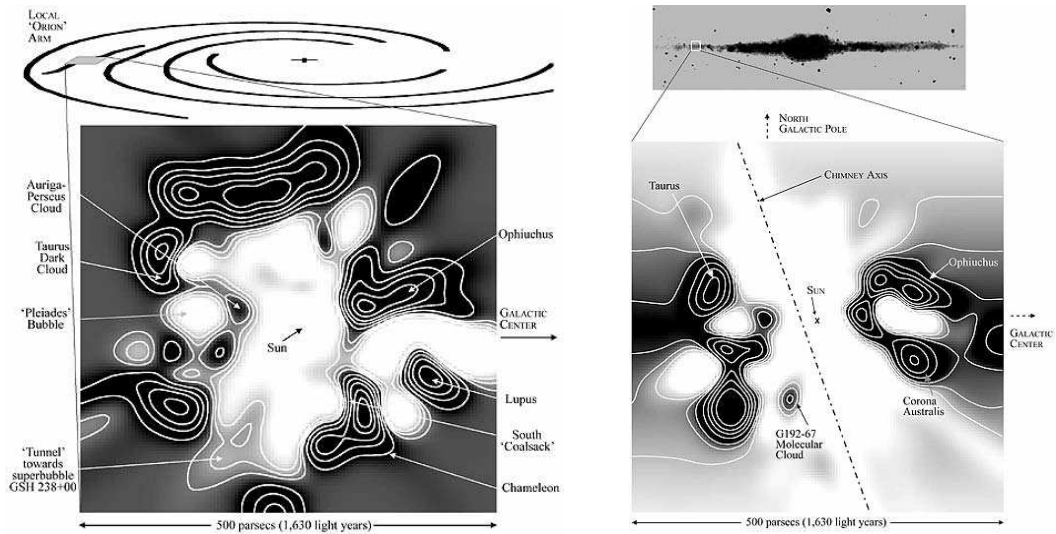 LOCAL
'ORION'
ARM
AURIGA-
PERSEUS
CLOUD
TAURUS
DARK
CLOUD
'PLEIADES'
BUBBLE
'TUNNEL'
TOWARDS
SUPERBUBBLE
GSH 238+00
SUN
OPHIUCHUS
GALACTIC
CENTER
LUPUS
SOUTH
'COALSACK'
CHAMELEON
500 PARSECS (1,630 LIGHT YEARS)
NORTH
GALACTIC POLE
CHIMNEY AXIS
TAURUS
OPHIUCHUS
SUN
GALACTIC
CENTER
CORONA
AUSTRALIS
G192-67
MOLECULAR
CLOUD
500 PARSECS (1,630 LIGHT YEARS)